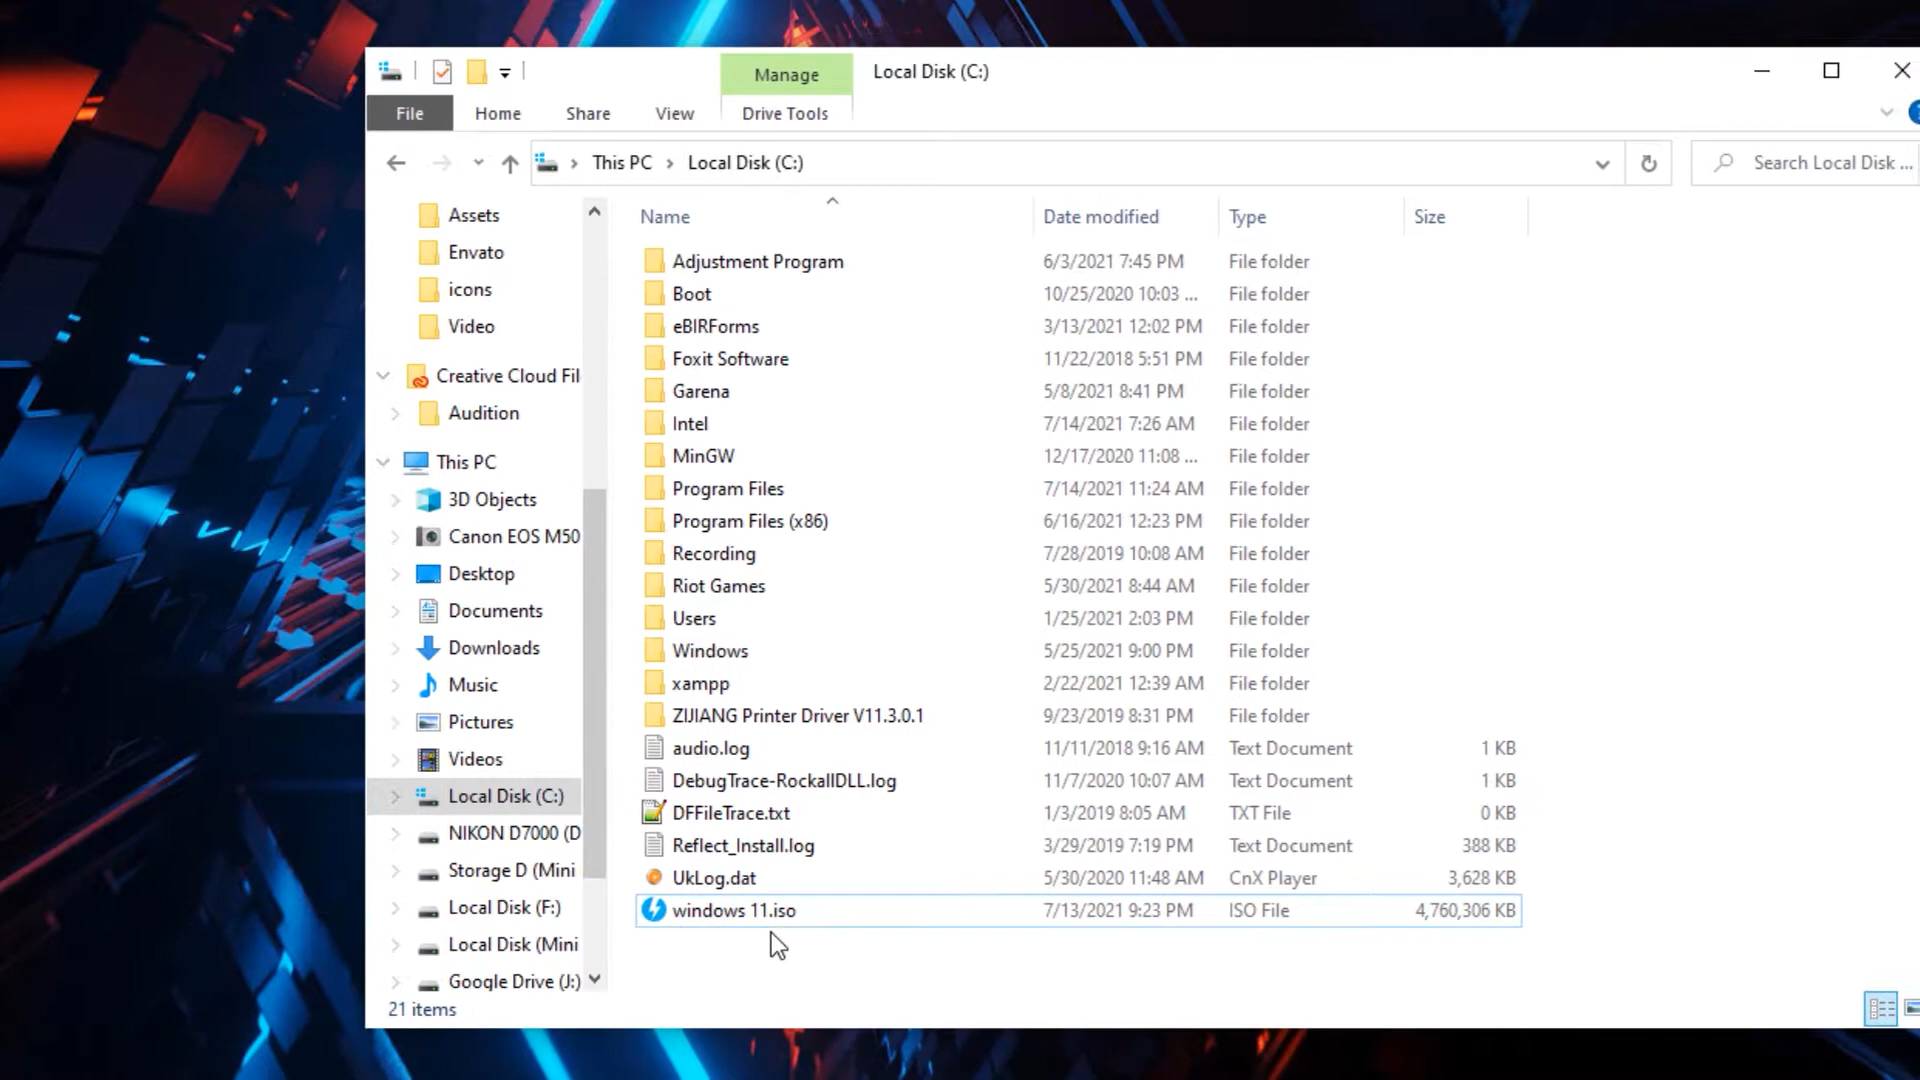 Manage
Local Disk (C:)
File
Home
Share
View
Drive Tools
This PC
Local Disk (C:)
Search Local Disk ...
Assets
Envato
icons
Video
Creative Cloud Fil
Audition
This PC
3D Objects
Canon EOS M50
Desktop
Documents
Downloads
Music
Pictures
Videos
Local Disk (C:)
NIKON D7000 (D
Storage D (Mini
Local Disk (F:)
Local Disk (Mini
Google Drive (J:)
Name Date modified Type Size
Adjustment Program 6/3/2021 7:45 PM File folder
Boot 10/25/2020 10:03 ... File folder
eBIRForms 3/13/2021 12:02 PM File folder
Foxit Software 11/22/2018 5:51 PM File folder
Garena 5/8/2021 8:41 PM File folder
Intel 7/14/2021 7:26 AM File folder
MinGW 12/17/2020 11:08 ... File folder
Program Files 7/14/2021 11:24 AM File folder
Program Files (x86) 6/16/2021 12:23 PM File folder
Recording 7/28/2019 10:08 AM File folder
Riot Games 5/30/2021 8:44 AM File folder
Users 1/25/2021 2:03 PM File folder
Windows 5/25/2021 9:00 PM File folder
xampp 2/22/2021 12:39 AM File folder
ZIJIANG Printer Driver V11.3.0.1 9/23/2019 8:31 PM File folder
audio.log 11/11/2018 9:16 AM Text Document 1 KB
DebugTrace-RockallDLL.log 11/7/2020 10:07 AM Text Document 1 KB
DFFileTrace.txt 1/3/2019 8:05 AM TXT File 0 KB
Reflect_Install.log 3/29/2019 7:19 PM Text Document 388 KB
UkLog.dat 5/30/2020 11:48 AM CnX Player 3,628 KB
windows 11.iso 7/13/2021 9:23 PM ISO File 4,760,306 KB
21 items